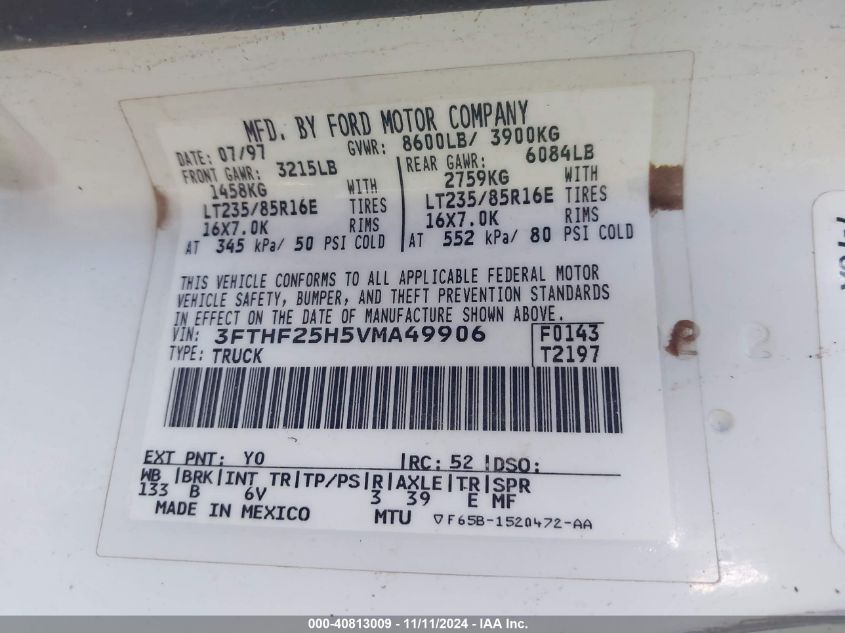 MFD. BY FORD MOTOR COMPANY
DATE: 07/97 GVWR: 8600LB/ 3900KG
FRONT GAWR: 3215LB REAR GAWR: 6084LB
1458KG WITH 2759KG WITH
LT235/85R16E TIRES LT235/85R16E TIRES
16X7.0K RIMS 16X7.0K RIMS
AT 345 kPa/ 50 PSI COLD AT 552 kPa/ 80 PSI COLD
THIS VEHICLE CONFORMS TO ALL APPLICABLE FEDERAL MOTOR
VEHICLE SAFETY, BUMPER, AND THEFT PREVENTION STANDARDS
IN EFFECT ON THE DATE OF MANUFACTURE SHOWN ABOVE.
VIN: 3FTHF25H5VMA49906 F0143
TYPE: TRUCK T2197
EXT PNT: YO RC: 52 DSO:
WB BRK INT TR TP/PS R AXLE TR SPR
133 B 6V 3 39 E MF
MADE IN MEXICO MTU ▽F65B-1520472-AA
000-40813009 - 11/11/2024 - IAA Inc.